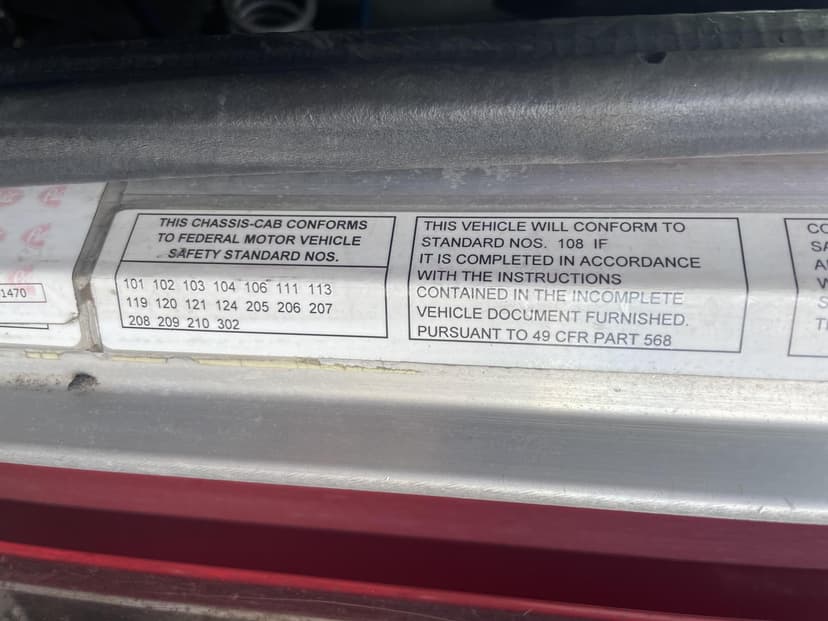 1470
THIS CHASSIS-CAB CONFORMS
TO FEDERAL MOTOR VEHICLE
SAFETY STANDARD NOS.
101 102 103 104 106 111 113
119 120 121 124 205 206 207
208 209 210 302
THIS VEHICLE WILL CONFORM TO
STANDARD NOS. 108 IF
IT IS COMPLETED IN ACCORDANCE
WITH THE INSTRUCTIONS
CONTAINED IN THE INCOMPLETE
VEHICLE DOCUMENT FURNISHED.
PURSUANT TO 49 CFR PART 568
CO
SA